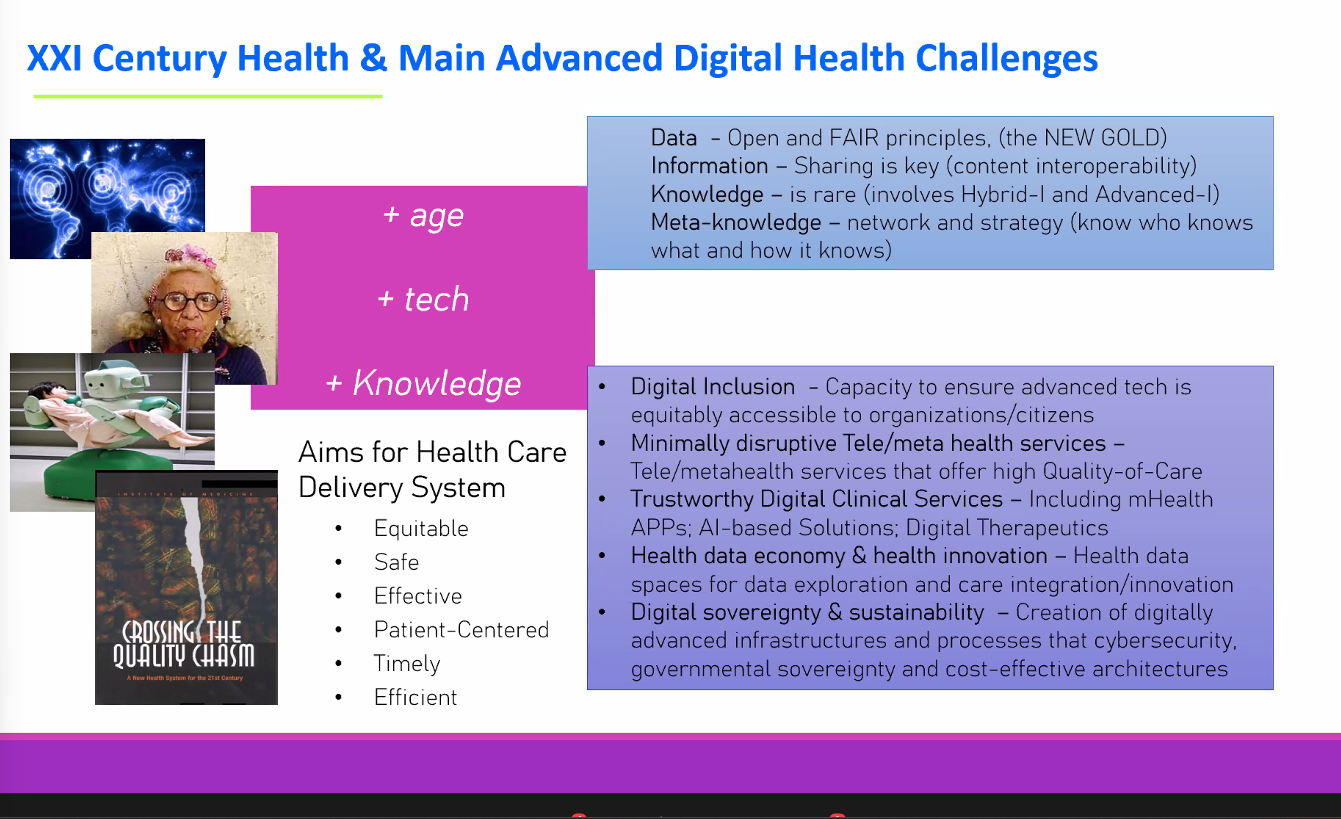 XXI Century Health & Main Advanced Digital Health Challenges
+ age
+ tech
+ Knowledge
Data - Open and FAIR principles, (the NEW GOLD)
Information – Sharing is key (content interoperability)
Knowledge – is rare (involves Hybrid-I and Advanced-I)
Meta-knowledge – network and strategy (know who knows
what and how it knows)
Aims for Health Care
Delivery System
• Equitable
• Safe
• Effective
• Patient-Centered
• Timely
• Efficient
• Digital Inclusion - Capacity to ensure advanced tech is
equitably accessible to organizations/citizens
• Minimally disruptive Tele/meta health services –
Tele/metahealth services that offer high Quality-of-Care
• Trustworthy Digital Clinical Services – Including mHealth
APPs; AI-based Solutions; Digital Therapeutics
• Health data economy & health innovation – Health data
spaces for data exploration and care integration/innovation
• Digital sovereignty & sustainability – Creation of digitally
advanced infrastructures and processes that cybersecurity,
governmental sovereignty and cost-effective architectures
INSTITUTE OF MEDICINE
CROSSING THE
QUALITY CHASM
A New Health System for the 21st Century